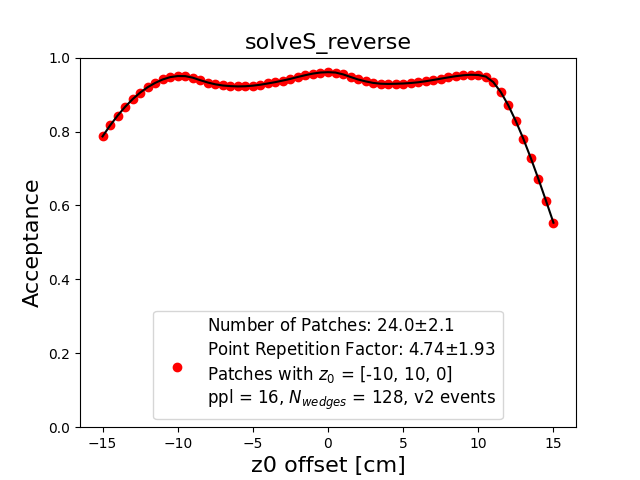 solveS_reverse
Acceptance
1.0
0.8
0.6
0.4
0.2
0.0
Number of Patches: 24.0±2.1
Point Repetition Factor: 4.74±1.93
Patches with z₀ = [-10, 10, 0]
ppl = 16, N_wedges = 128, v2 events
−15 −10 −5 0 5 10 15
z0 offset [cm]